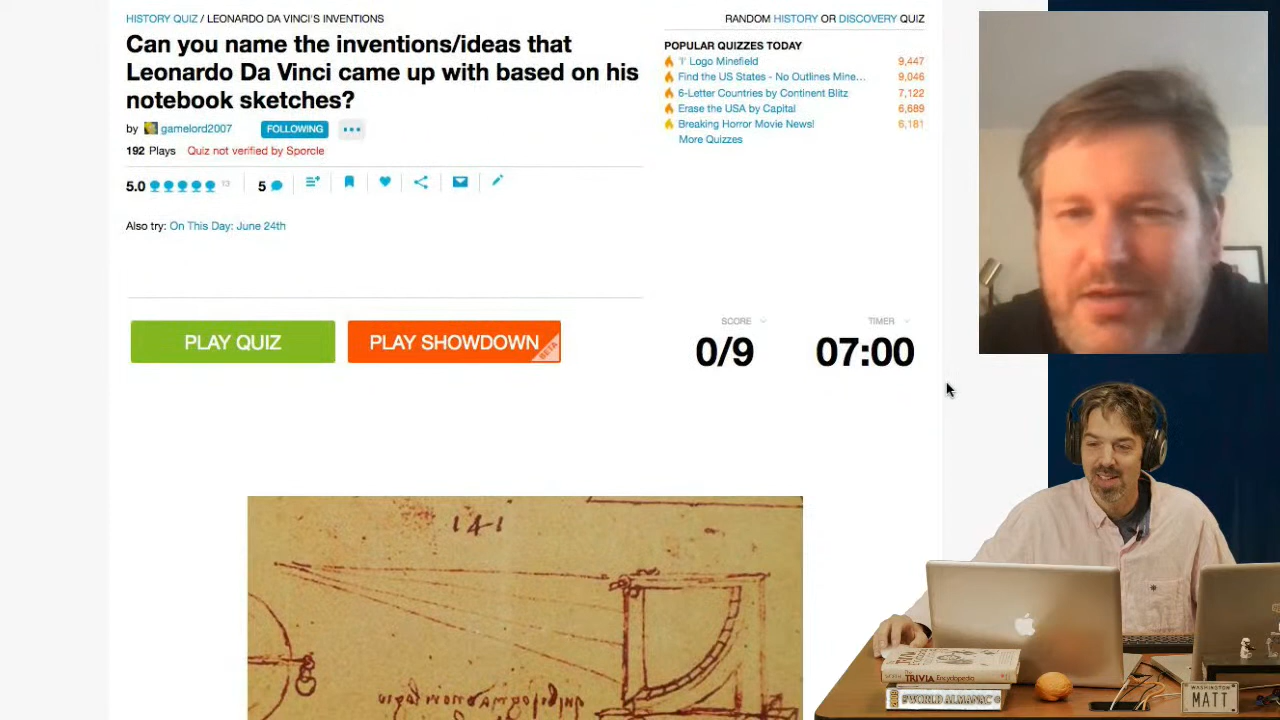 HISTORY QUIZ / LEONARDO DA VINCI'S INVENTIONS
Can you name the inventions/ideas that
Leonardo Da Vinci came up with based on his
notebook sketches?
by gamelord2007 FOLLOWING
192 Plays Quiz not verified by Sporcle
5.0 13 5
Also try: On This Day: June 24th
RANDOM HISTORY OR DISCOVERY QUIZ
POPULAR QUIZZES TODAY
Logo Minefield 9,447
Find the US States - No Outlines Mine... 9,046
6-Letter Countries by Continent Blitz 7,122
Erase the USA by Capital 6,689
Breaking Horror Movie News! 6,181
More Quizzes
PLAY QUIZ
PLAY SHOWDOWN
BETA
SCORE
0/9
TIMER
07:00
141
TRIVIA Encyclopedia
WORLD ALMANAC
WASHINGTON
MATT